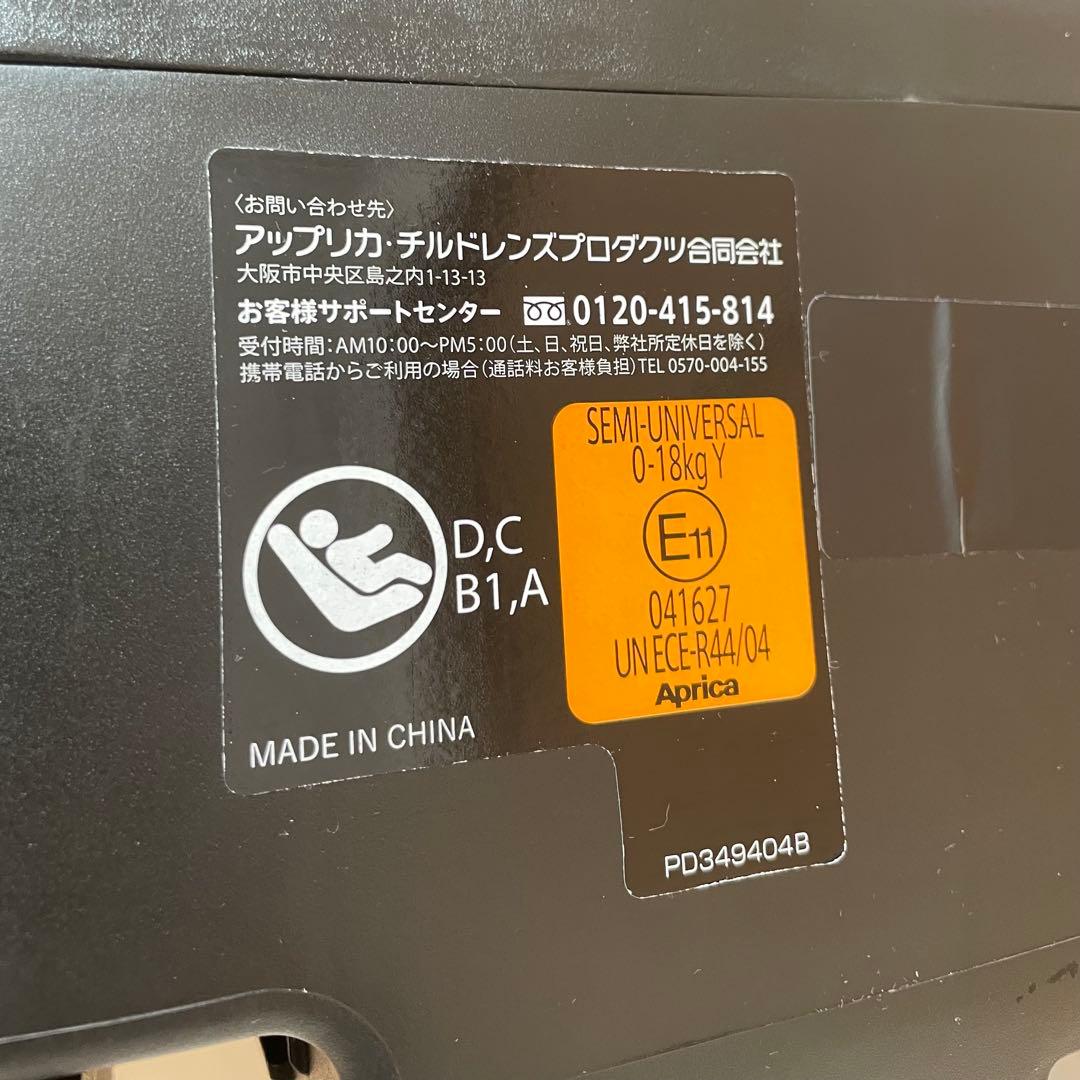 〈お問い合わせ先〉
アップリカ・チルドレンズプロダクツ合同会社
大阪市中央区島之内1-13-13
お客様サポートセンター 0120-415-814
受付時間:AM10:00〜PM5:00(土、日、祝日、弊社所定休日を除く)
携帯電話からご利用の場合(通話料お客様負担)TEL 0570-004-155
D,C
B1,A
SEMI-UNIVERSAL
0-18kg Y
E11
041627
UN ECE-R44/04
Aprica
MADE IN CHINA
PD349404B